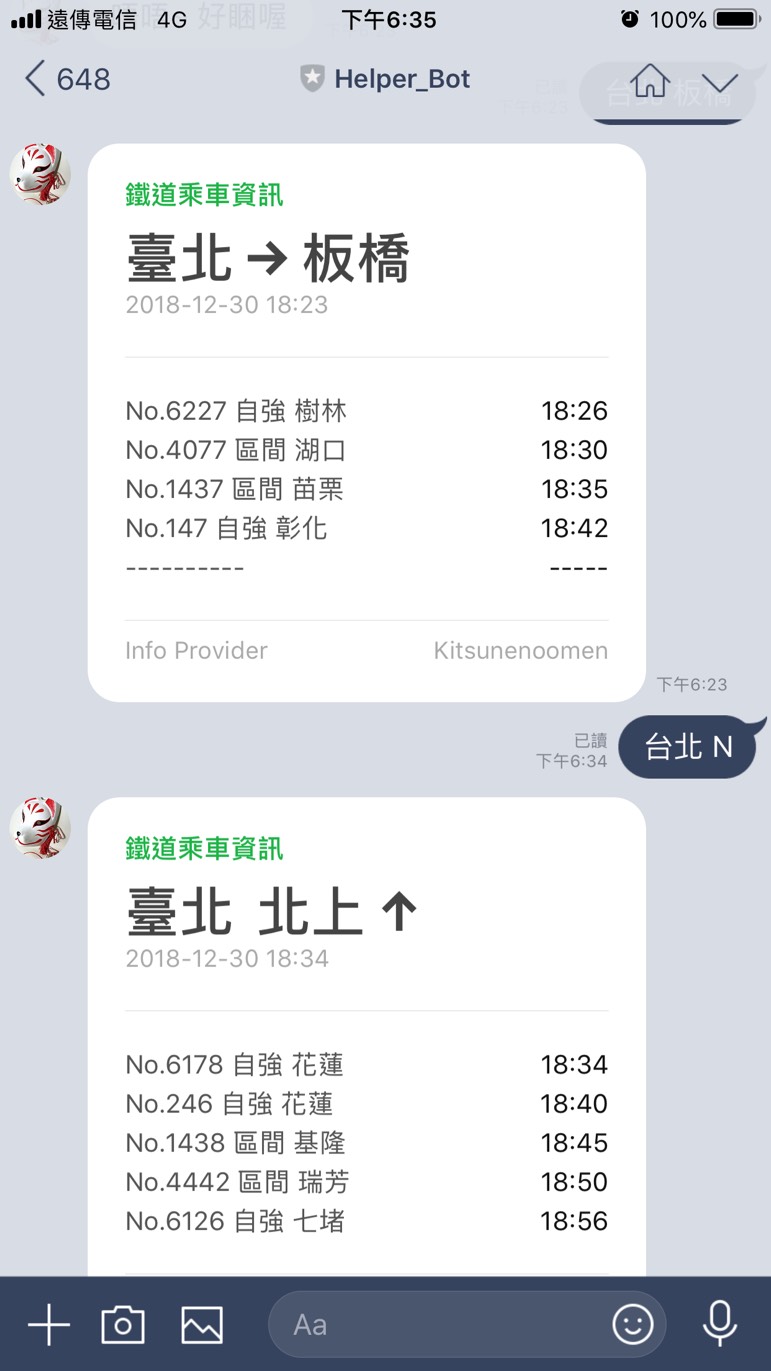 遠傳電信 4G 下午6:35 100%
648 Helper_Bot
台北 板橋
鐵道乘車資訊
臺北 → 板橋
2018-12-30 18:23
No.6227 自強 樹林 18:26
No.4077 區間 湖口 18:30
No.1437 區間 苗栗 18:35
No.147 自強 彰化 18:42
---------- -----
Info Provider Kitsunenoomen
下午6:23
已讀
下午6:34
台北 N
鐵道乘車資訊
臺北 北上 ↑
2018-12-30 18:34
No.6178 自強 花蓮 18:34
No.246 自強 花蓮 18:40
No.1438 區間 基隆 18:45
No.4442 區間 瑞芳 18:50
No.6126 自強 七堵 18:56
Aa